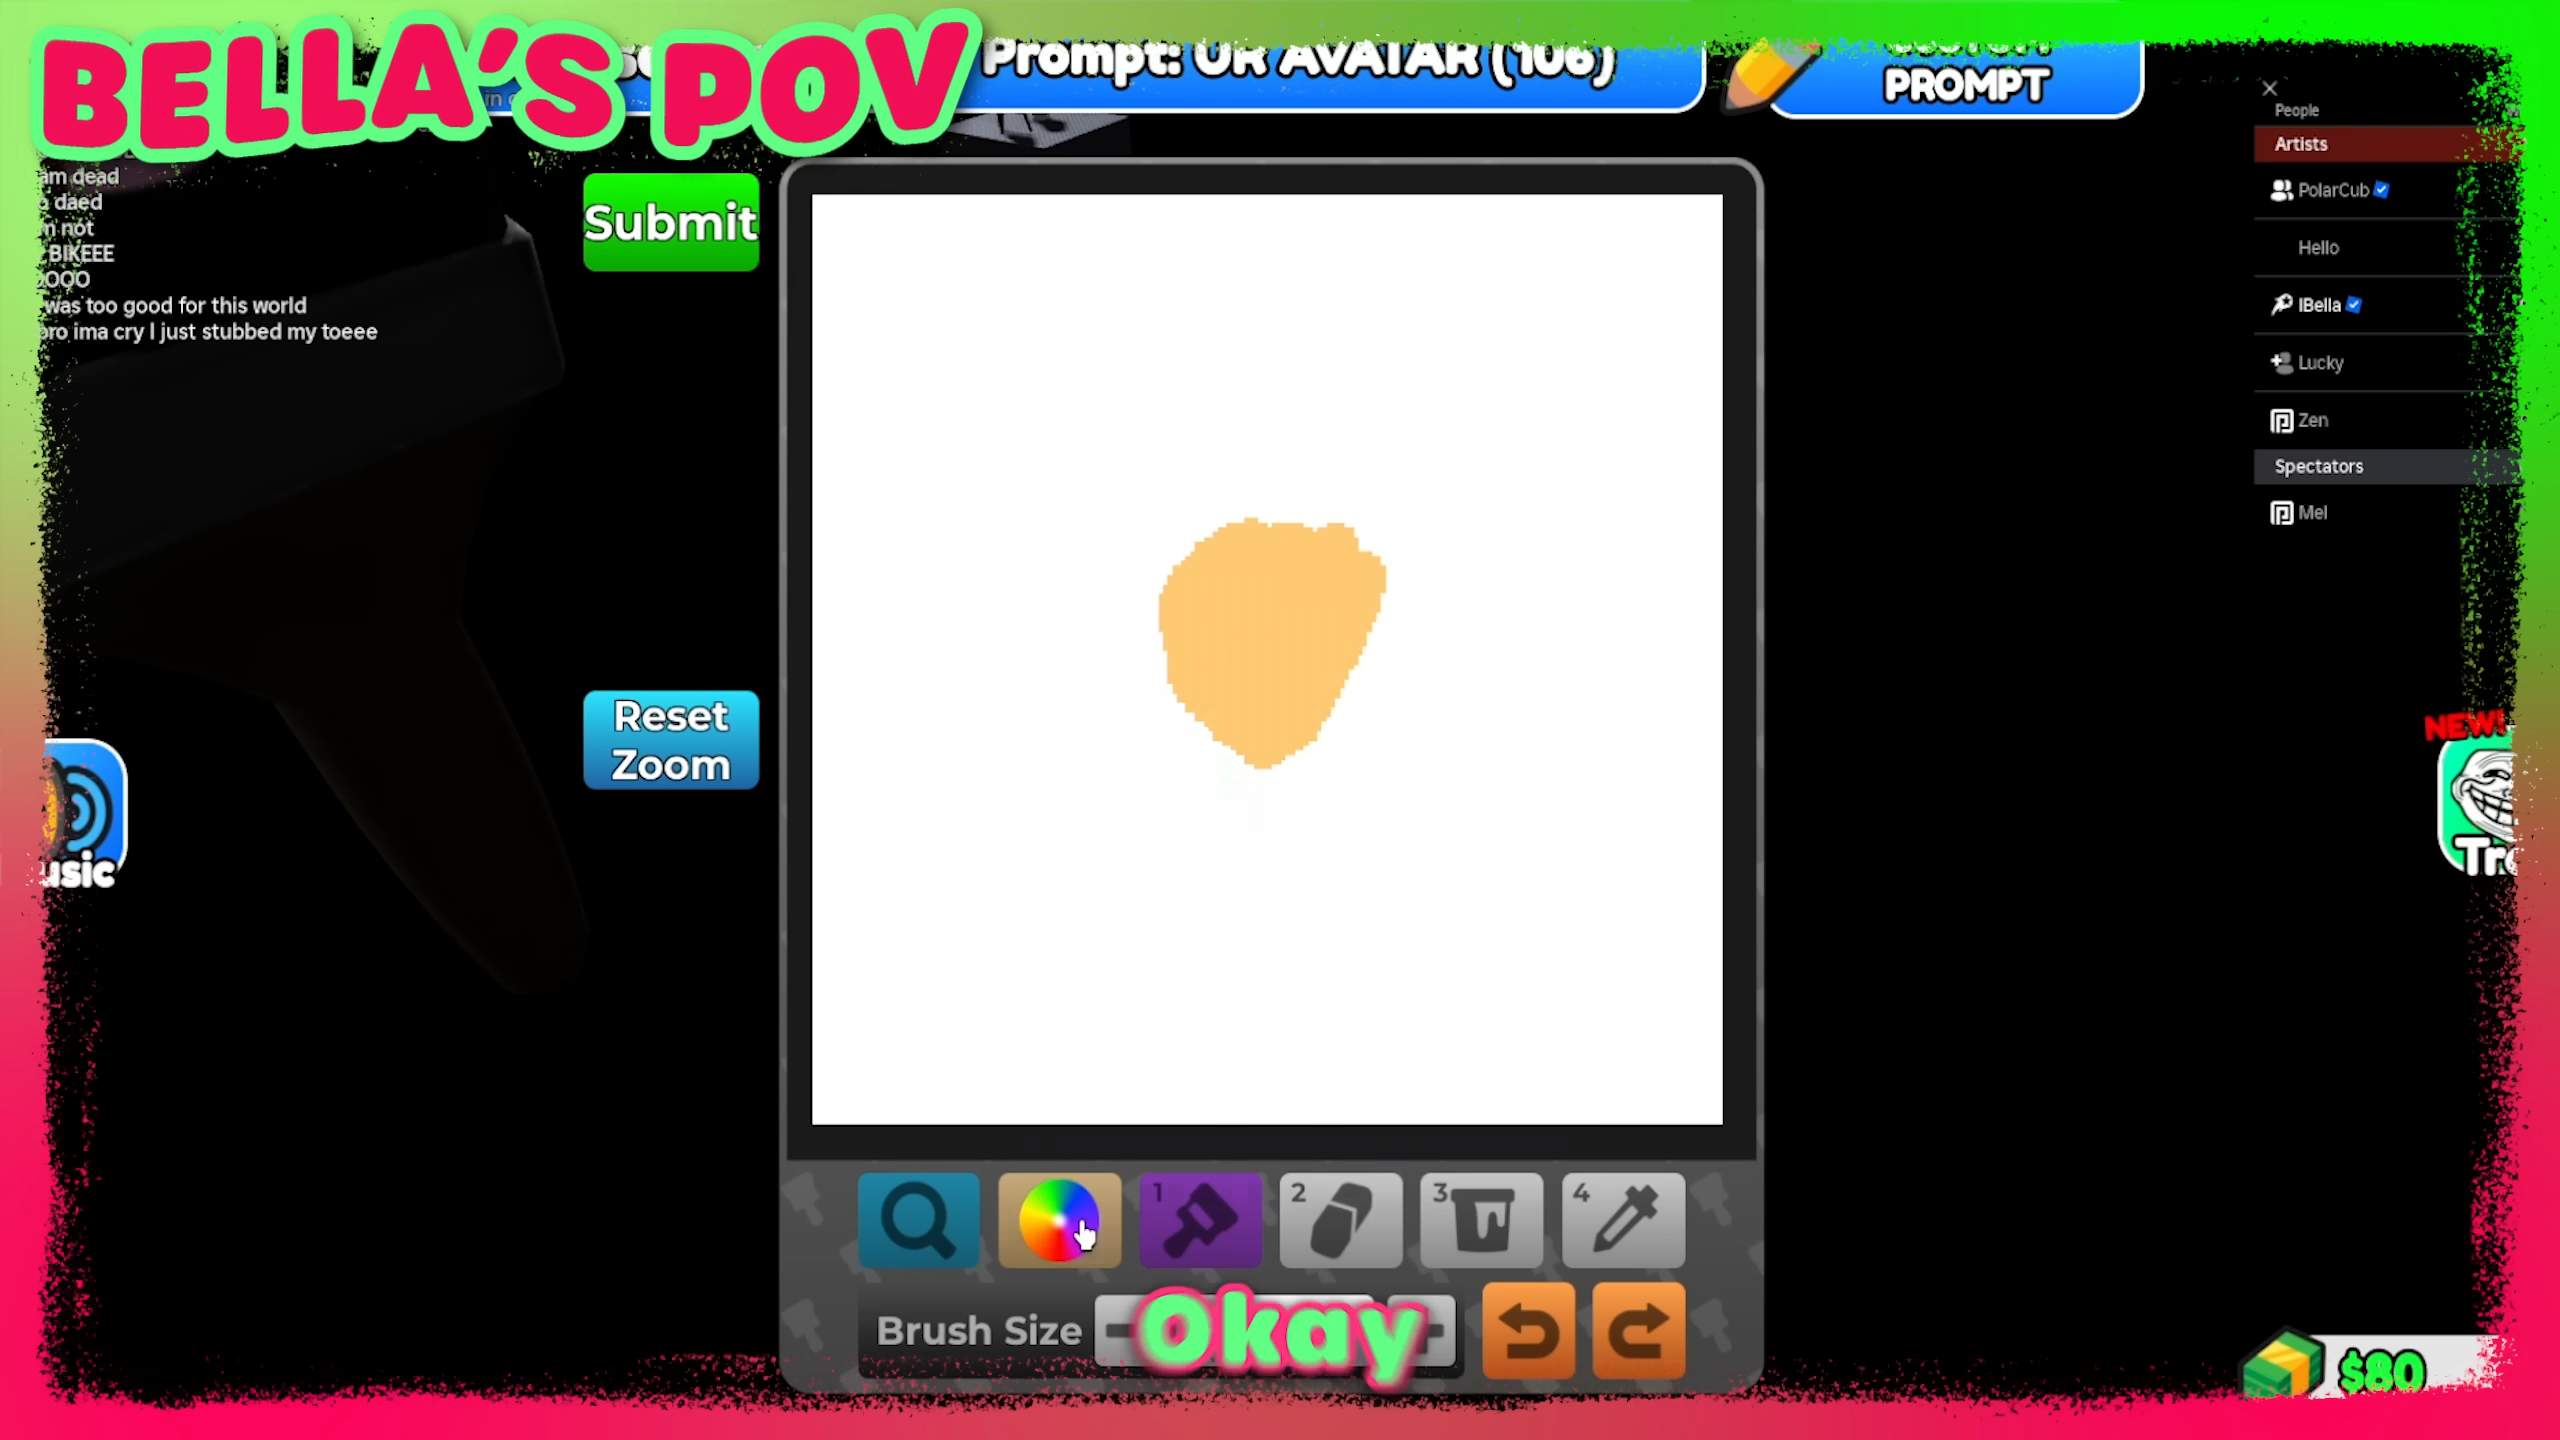 BELLA'S POV
Prompt: UR AVATAR (106)
PROMPT
am dead
daed
not
BIKEEE
OOO
was too good for this world
bro ima cry I just stubbed my toeee
Submit
Reset
Zoom
People
Artists
PolarCub
Hello
IBella
Lucky
Zen
Spectators
Mel
NEW!
1
2
3
4
Brush Size
Okay
$80